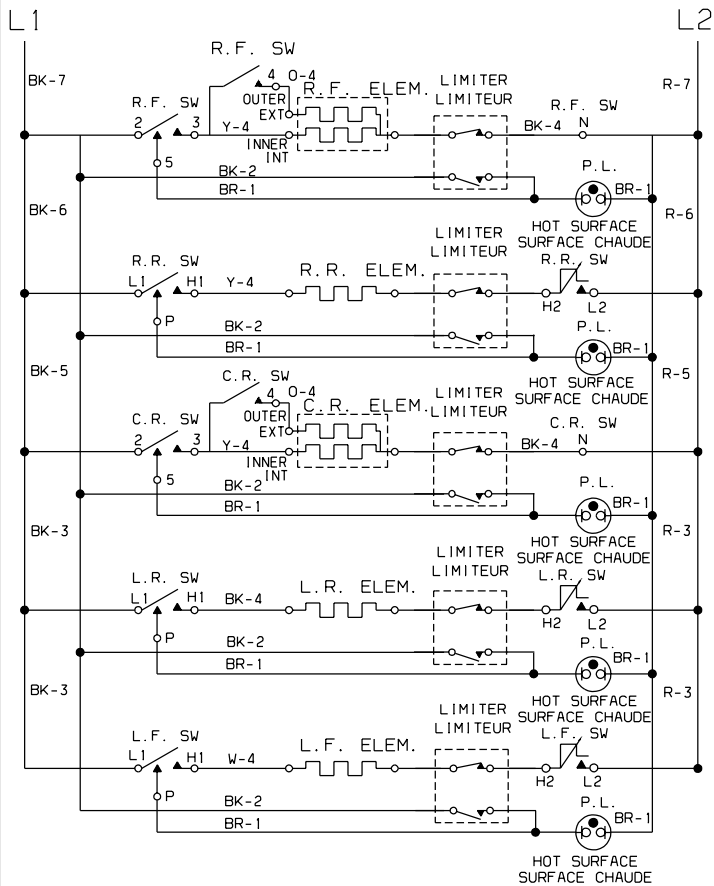 L1
L2
R.F. SW
BK-7
R-7
4 O-4
OUTER
EXT
R.F. ELEM.
LIMITER
LIMITEUR
R.F. SW
2
3
Y-4
INNER
INT
R.F. SW
BK-4 N
5
BK-2
BR-1
P.L.
BR-1
HOT SURFACE
SURFACE CHAUDE
BK-6
R-6
LIMITER
LIMITEUR
R.R. SW
L1
H1
Y-4
R.R. ELEM.
R.R. SW
H2
L2
P
BK-2
BR-1
P.L.
BR-1
HOT SURFACE
SURFACE CHAUDE
BK-5
R-5
C.R. SW
4 O-4
OUTER
EXT
C.R. ELEM.
LIMITER
LIMITEUR
C.R. SW
2
3
Y-4
INNER
INT
C.R. SW
BK-4 N
5
BK-2
BR-1
P.L.
BR-1
HOT SURFACE
SURFACE CHAUDE
BK-3
R-3
LIMITER
LIMITEUR
L.R. SW
L1
H1
BK-4
L.R. ELEM.
L.R. SW
H2
L2
P
BK-2
BR-1
P.L.
BR-1
HOT SURFACE
SURFACE CHAUDE
BK-3
R-3
LIMITER
LIMITEUR
L.F. SW
L1
H1
W-4
L.F. ELEM.
L.F. SW
H2
L2
P
BK-2
BR-1
P.L.
BR-1
HOT SURFACE
SURFACE CHAUDE